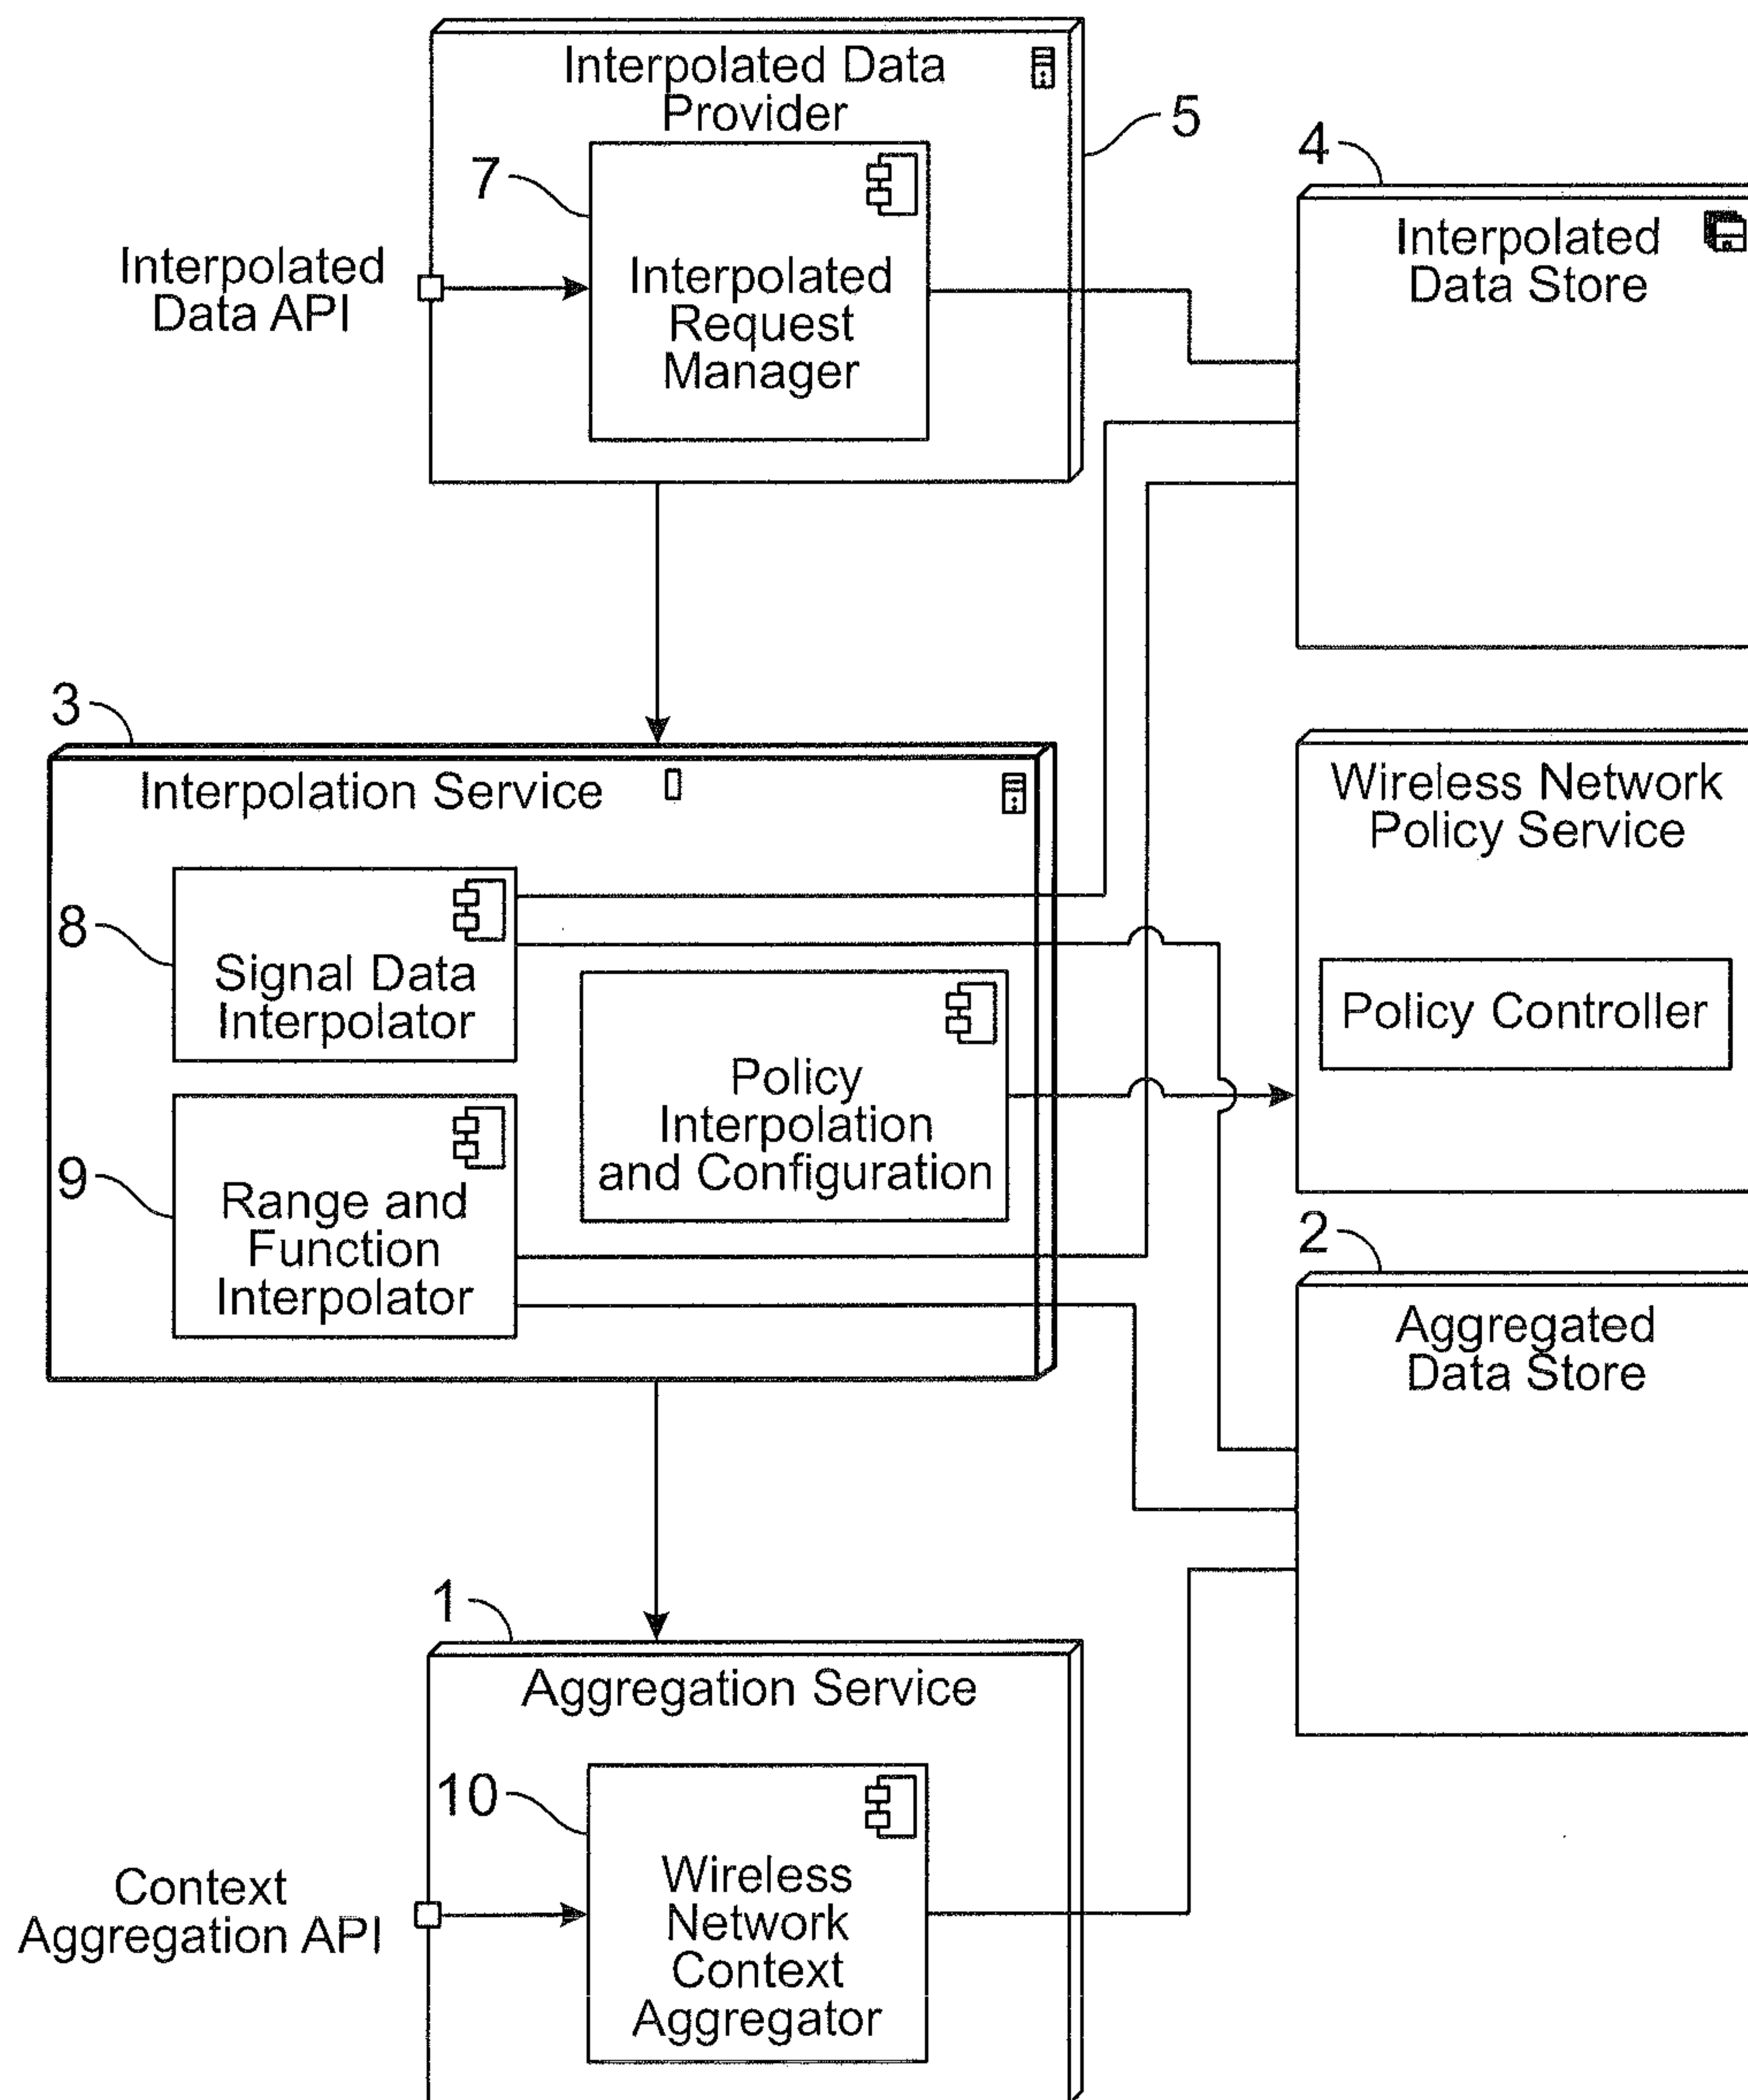 Interpolated Data
Provider
5
7
Interpolated
Request
Manager
Interpolated
Data API
4
Interpolated
Data Store
3
Interpolation Service
8
Signal Data
Interpolator
Policy
Interpolation
and Configuration
9
Range and
Function
Interpolator
Wireless Network
Policy Service
Policy Controller
2
Aggregated
Data Store
1
Aggregation Service
10
Wireless
Network
Context
Aggregator
Context
Aggregation API